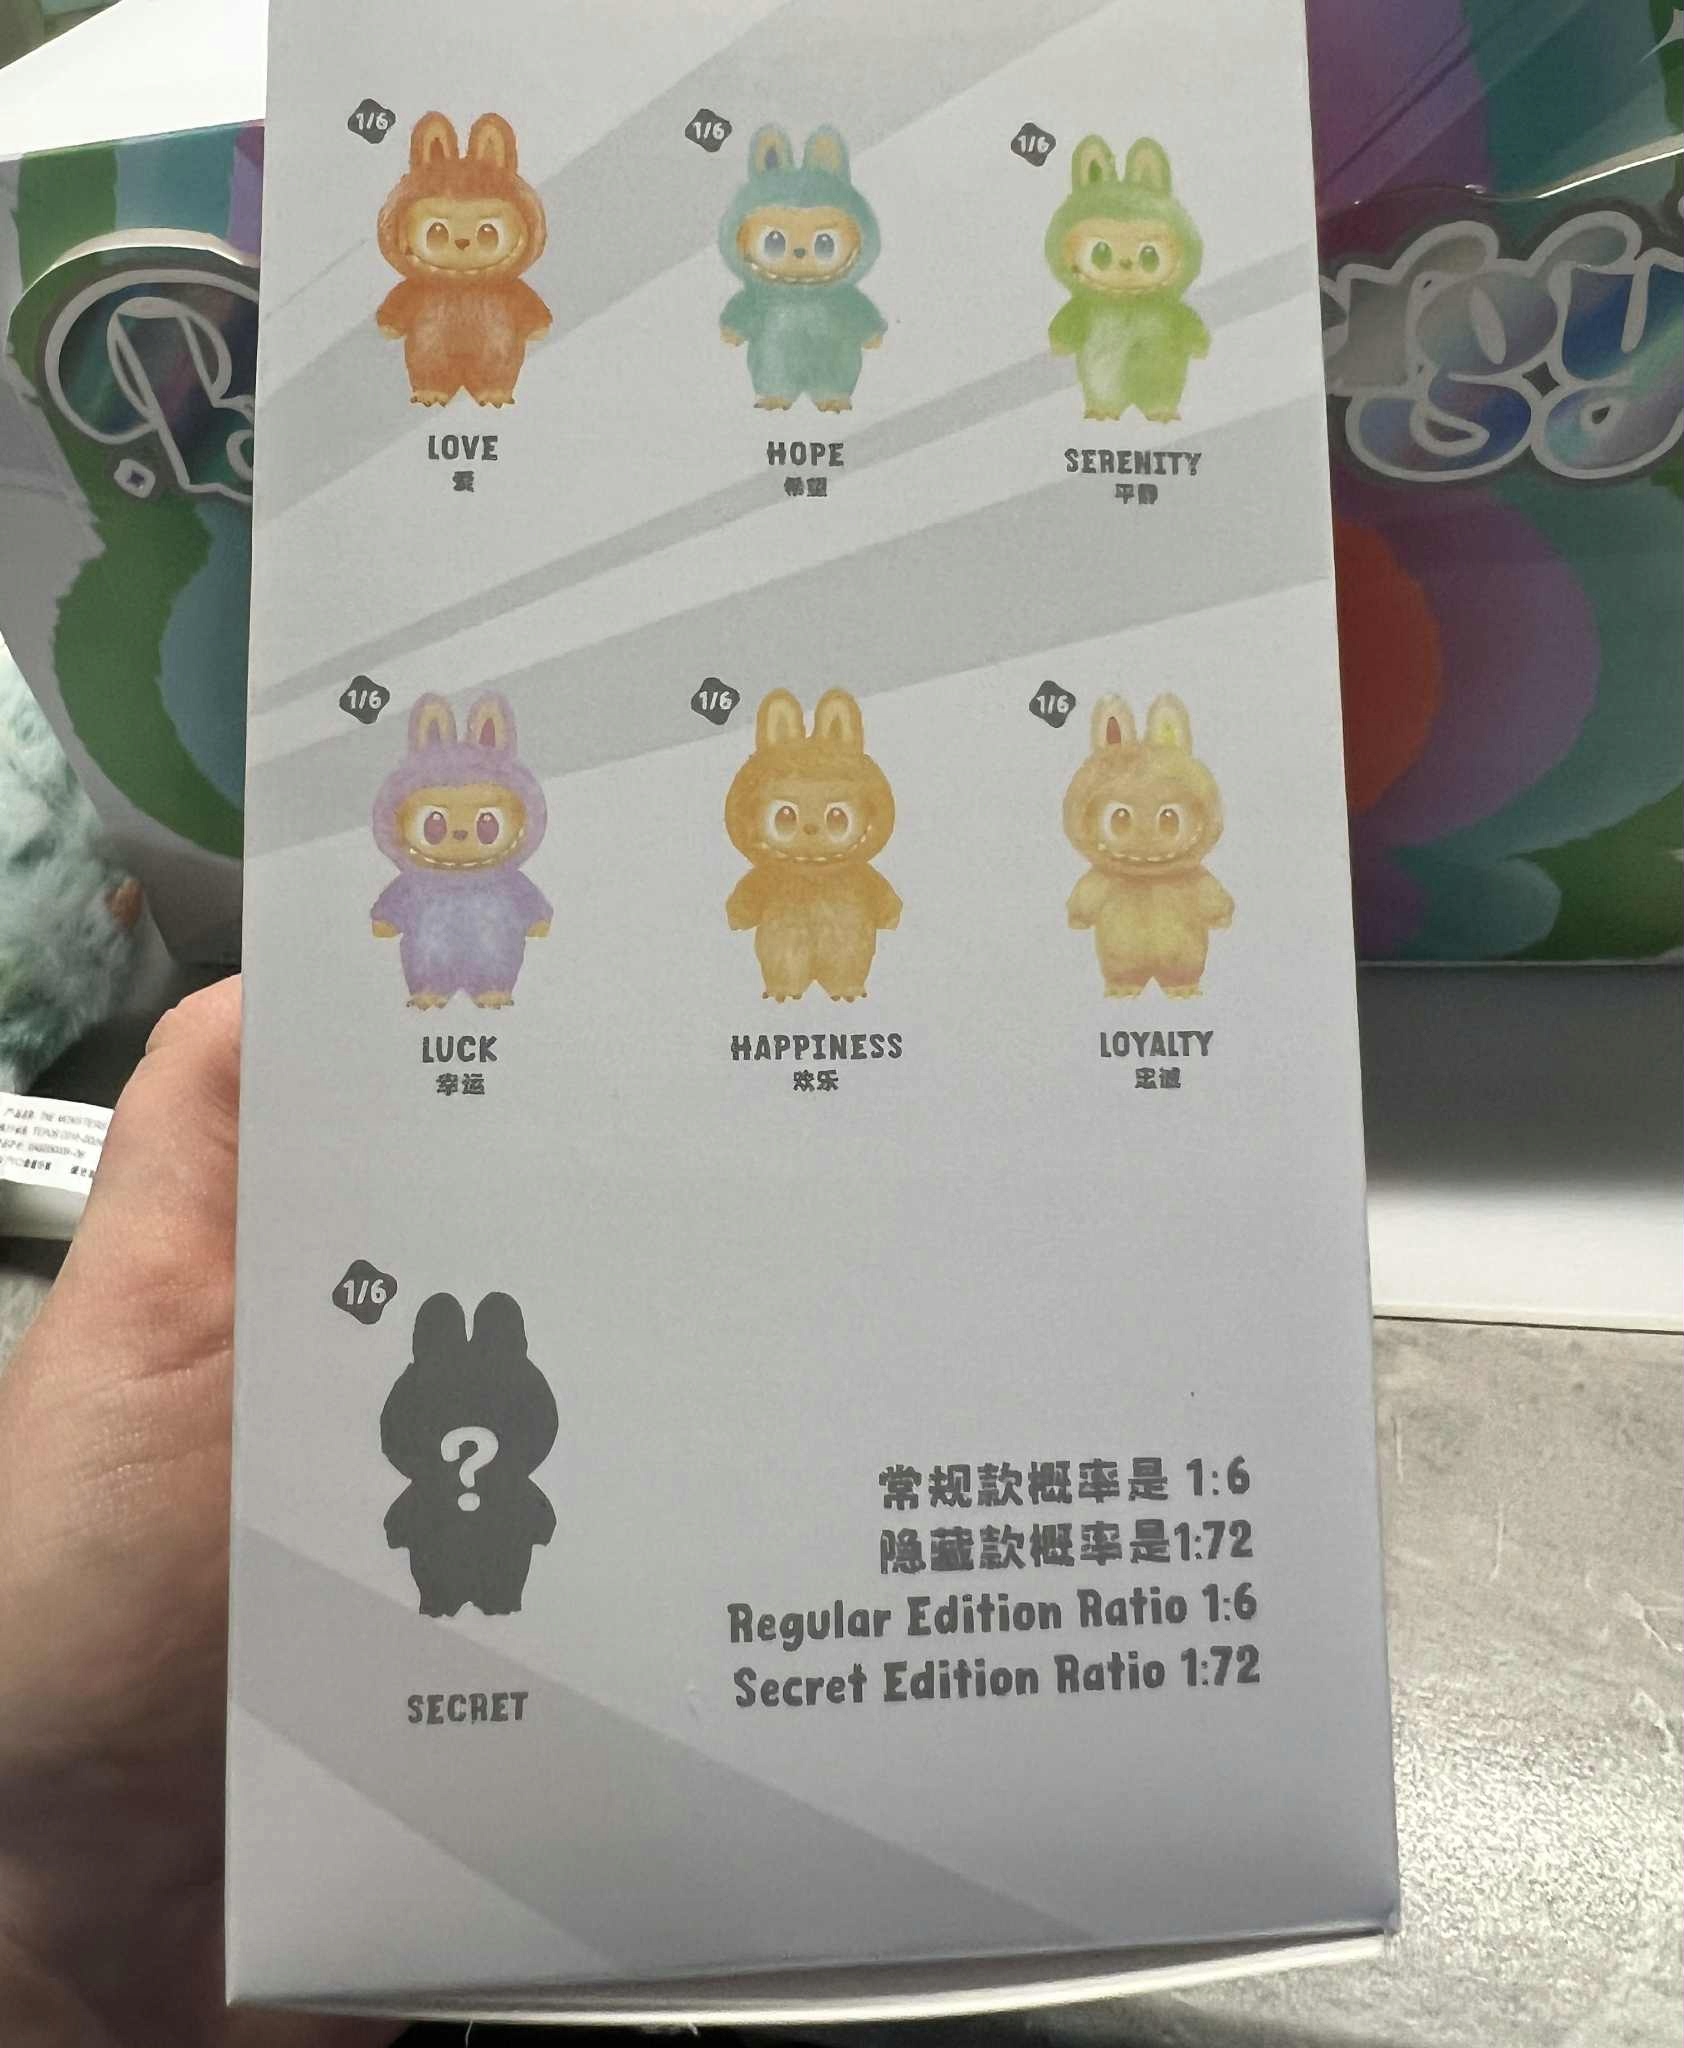 1/6
1/6
1/6
LOVE
爱
HOPE
希望
SERENITY
平静
1/6
1/6
1/6
LUCK
幸运
HAPPINESS
欢乐
LOYALTY
忠诚
1/6
?
SECRET
常规款概率是 1:6
隐藏款概率是1:72
Regular Edition Ratio 1:6
Secret Edition Ratio 1:72
THE MONSTERS